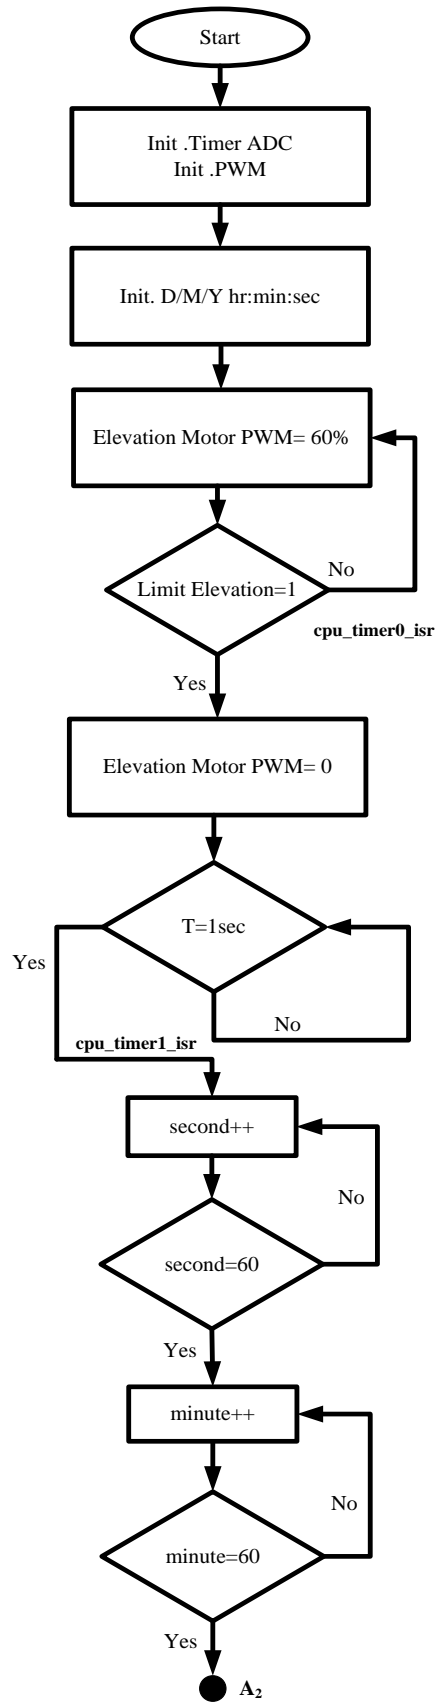 Start
Init .Timer ADC
Init .PWM
Init. D/M/Y hr:min:sec
Elevation Motor PWM= 60%
Limit Elevation=1
No
cpu_timer0_isr
Yes
Elevation Motor PWM= 0
T=1sec
Yes
No
cpu_timer1_isr
second++
No
second=60
Yes
minute++
No
minute=60
Yes
A₂